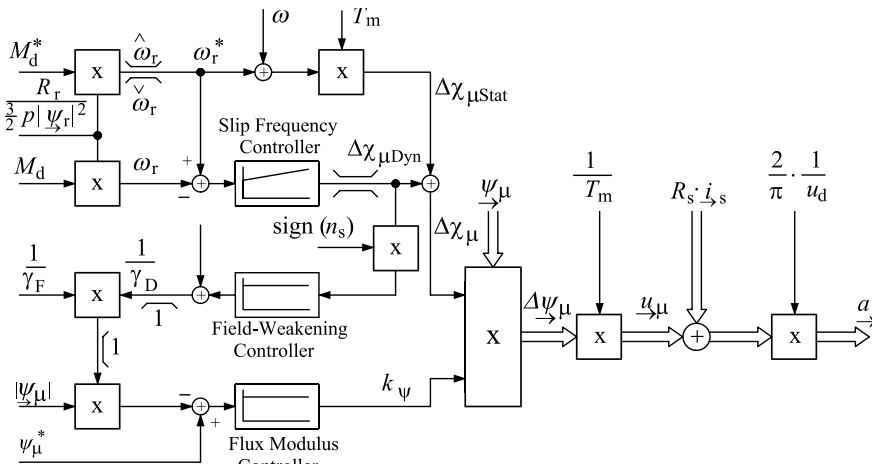 ω
T_m
M_d^*
x
ω̂_r
ω_r^*
x
R_r
ω̌_r
Δχ_μStat
3/2 p|ψ_r|^2
Slip Frequency
Controller
Δχ_μDyn
M_d
x
ω_r
+
−
sign (n_s)
x
Δχ_μ
ψ_μ
1/T_m
R_s·i_s
2/π · 1/u_d
1/γ_F
x
1/γ_D
1
Field-Weakening
Controller
1
x
Δψ_μ
x
u_μ
x
a
|ψ_μ|
x
−
+
k_ψ
ψ_μ^*
Flux Modulus
Controller